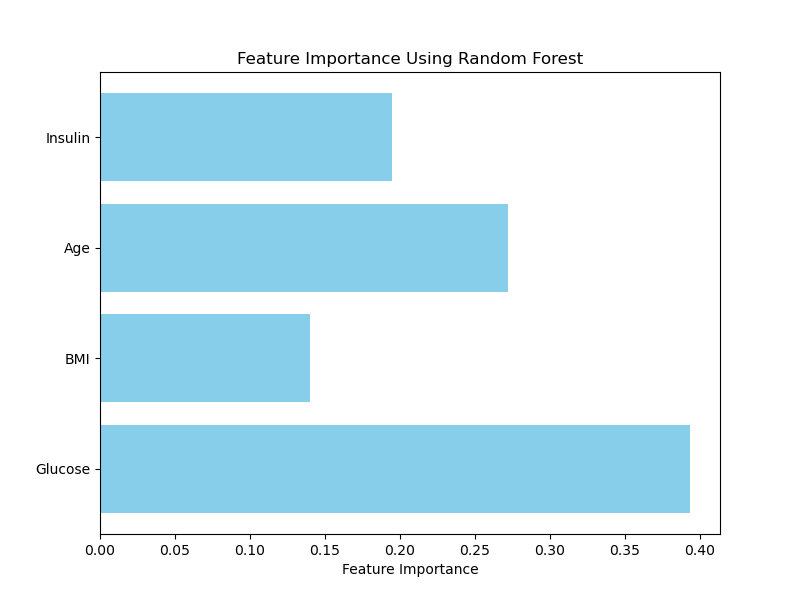 Feature Importance Using Random Forest
Insulin
Age
BMI
Glucose
0.00 0.05 0.10 0.15 0.20 0.25 0.30 0.35 0.40
Feature Importance